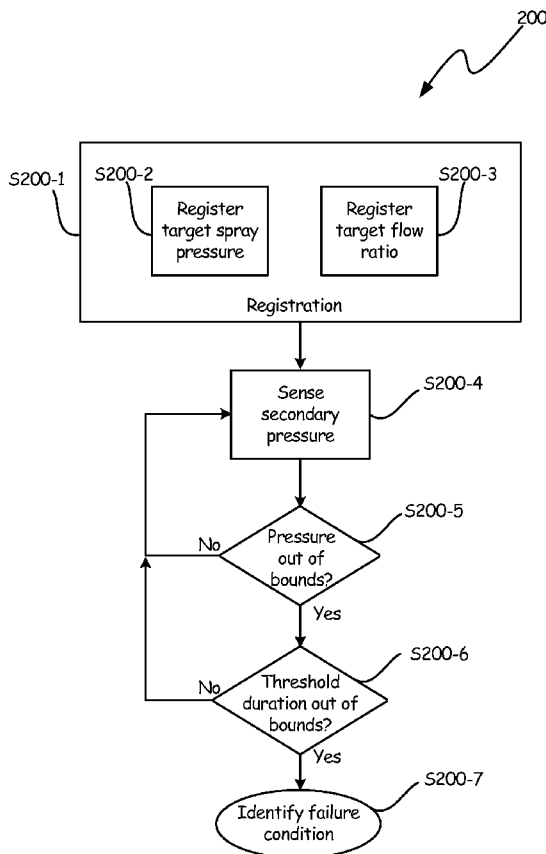 200
S200-1
S200-2
S200-3
Register
target spray
pressure
Register
target flow
ratio
Registration
Sense
secondary
pressure
S200-4
S200-5
Pressure
out of
bounds?
No
Yes
S200-6
Threshold
duration out of
bounds?
No
Yes
S200-7
Identify failure
condition